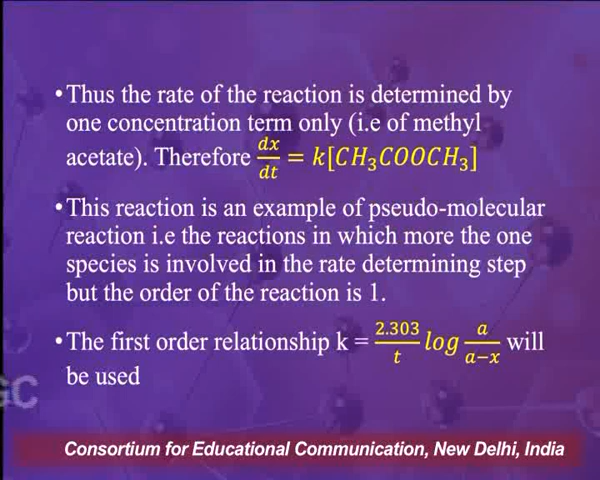 •Thus the rate of the reaction is determined by
one concentration term only (i.e of methyl
acetate). Therefore dx/dt = k[CH₃COOCH₃]
•This reaction is an example of pseudo-molecular
reaction i.e the reactions in which more the one
species is involved in the rate determining step
but the order of the reaction is 1.
•The first order relationship k = 2.303/t log a/a−x will
be used
GC
Consortium for Educational Communication, New Delhi, India